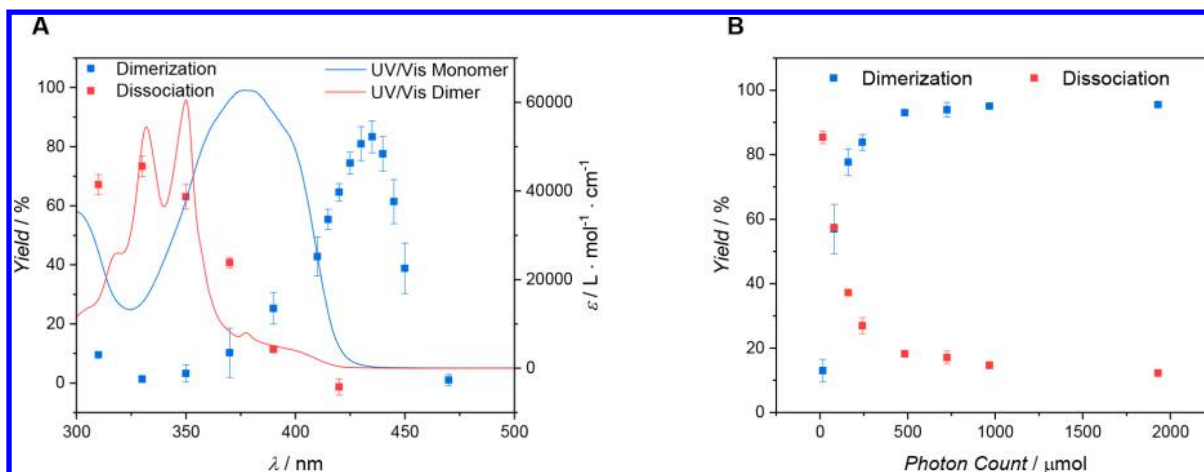 A
Dimerization
Dissociation
UV/Vis Monomer
UV/Vis Dimer
Yield / %
100
80
60
40
20
0
60000
40000
20000
0
ε / L · mol⁻¹ · cm⁻¹
300
350
400
450
500
λ / nm
B
Dimerization
Dissociation
Yield / %
100
80
60
40
20
0
0
500
1000
1500
2000
Photon Count / μmol